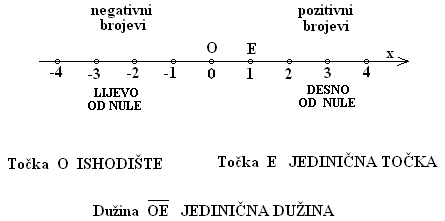 negativni pozitivni
brojevi brojevi
O E x
-4 -3 -2 -1 0 1 2 3 4
LIJEVO DESNO
OD NULE OD NULE
Točka O ISHODIŠTE Točka E JEDINIČNA TOČKA
Dužina OE JEDINIČNA DUŽINA